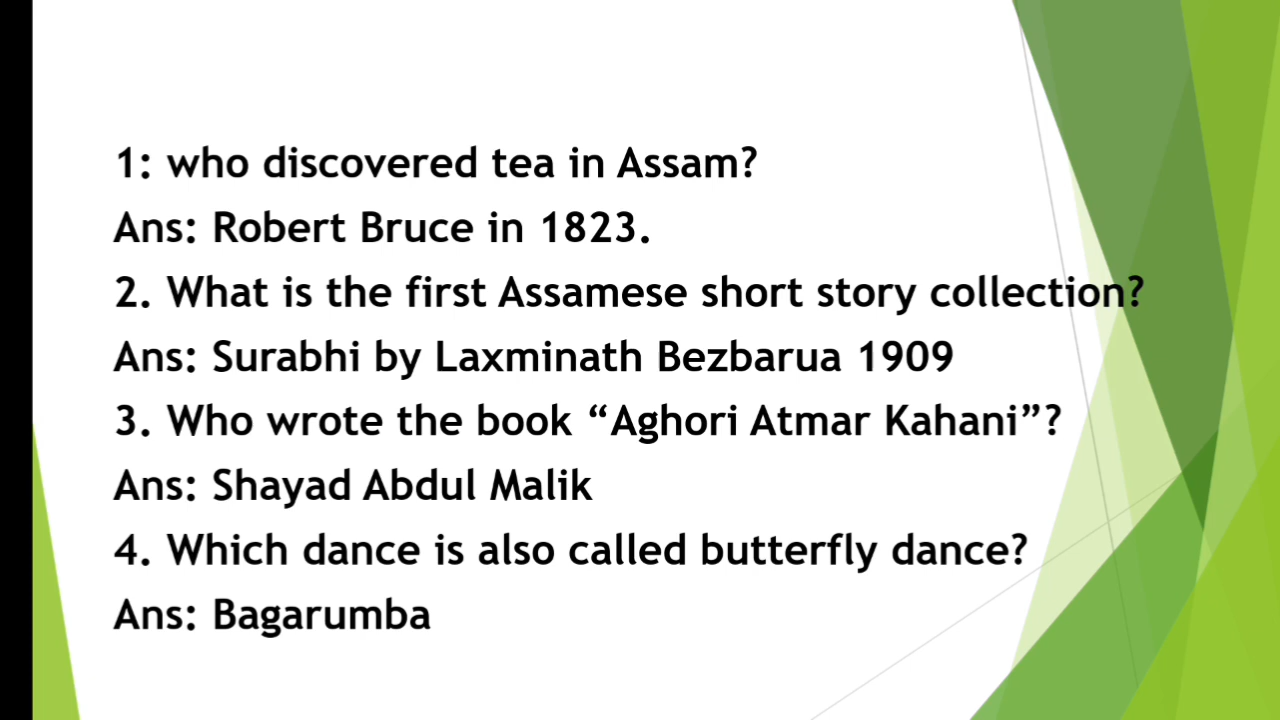 1: who discovered tea in Assam?
Ans: Robert Bruce in 1823.
2. What is the first Assamese short story collection?
Ans: Surabhi by Laxminath Bezbarua 1909
3. Who wrote the book “Aghori Atmar Kahani”?
Ans: Shayad Abdul Malik
4. Which dance is also called butterfly dance?
Ans: Bagarumba